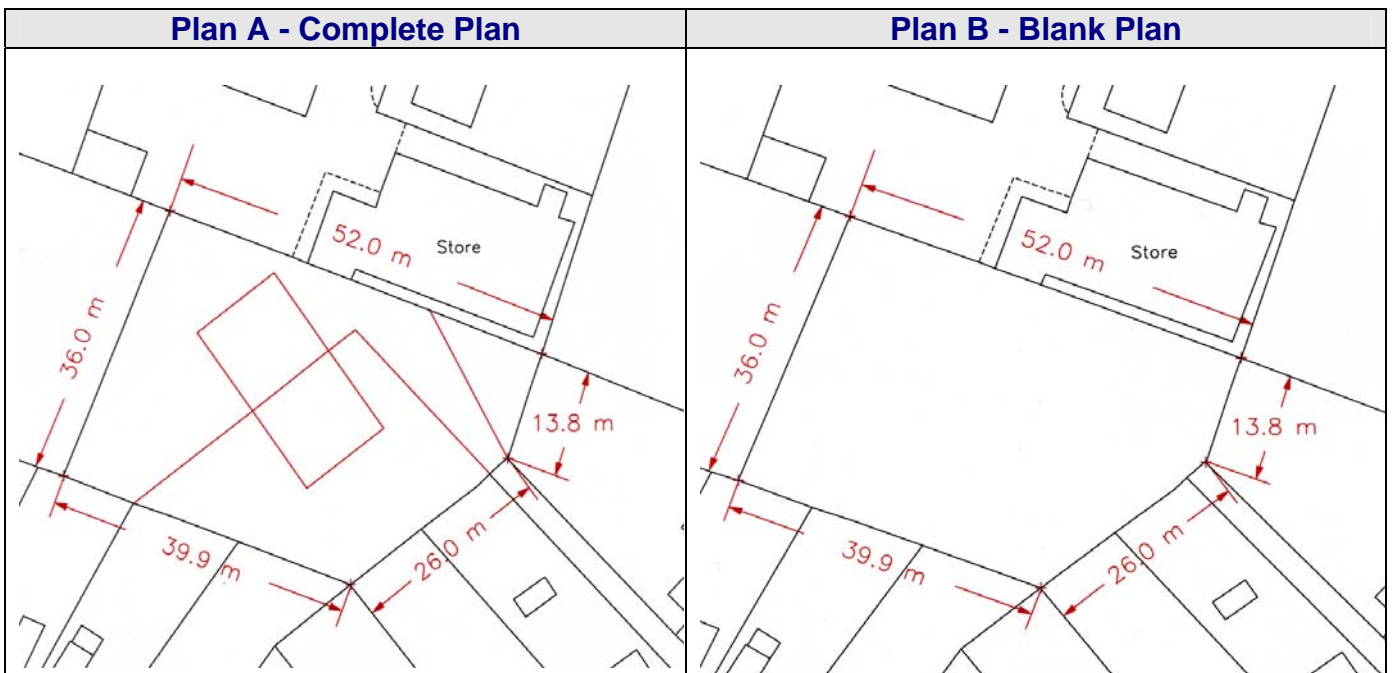 Plan A - Complete Plan
Plan B - Blank Plan
52.0 m
Store
36.0 m
13.8 m
39.9 m
26.0 m
52.0 m
Store
36.0 m
13.8 m
39.9 m
26.0 m